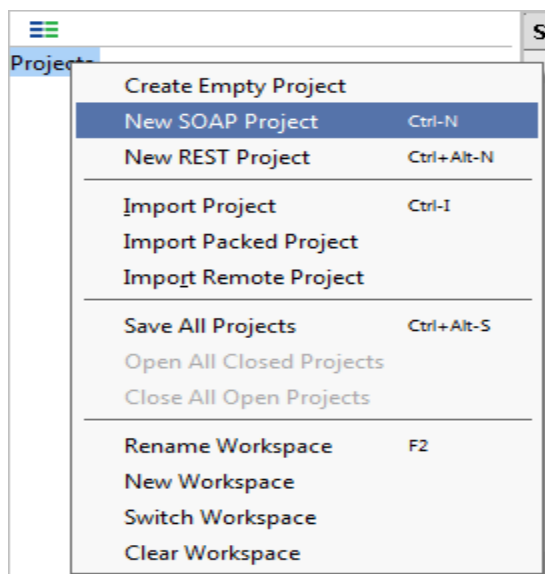 S
Projects
Create Empty Project
New SOAP Project Ctrl-N
New REST Project Ctrl+Alt-N
Import Project Ctrl-I
Import Packed Project
Import Remote Project
Save All Projects Ctrl+Alt-S
Open All Closed Projects
Close All Open Projects
Rename Workspace F2
New Workspace
Switch Workspace
Clear Workspace